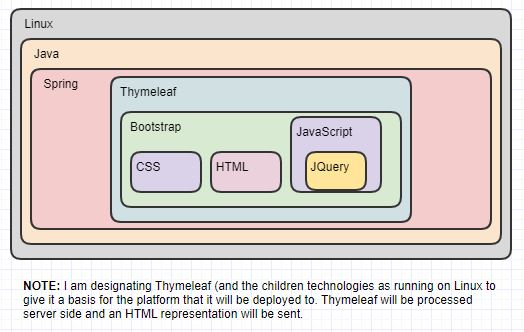 Linux
Java
Spring
Thymeleaf
Bootstrap
JavaScript
CSS
HTML
JQuery
NOTE: I am designating Thymeleaf (and the children technologies as running on Linux to
give it a basis for the platform that it will be deployed to. Thymeleaf will be processed
server side and an HTML representation will be sent.